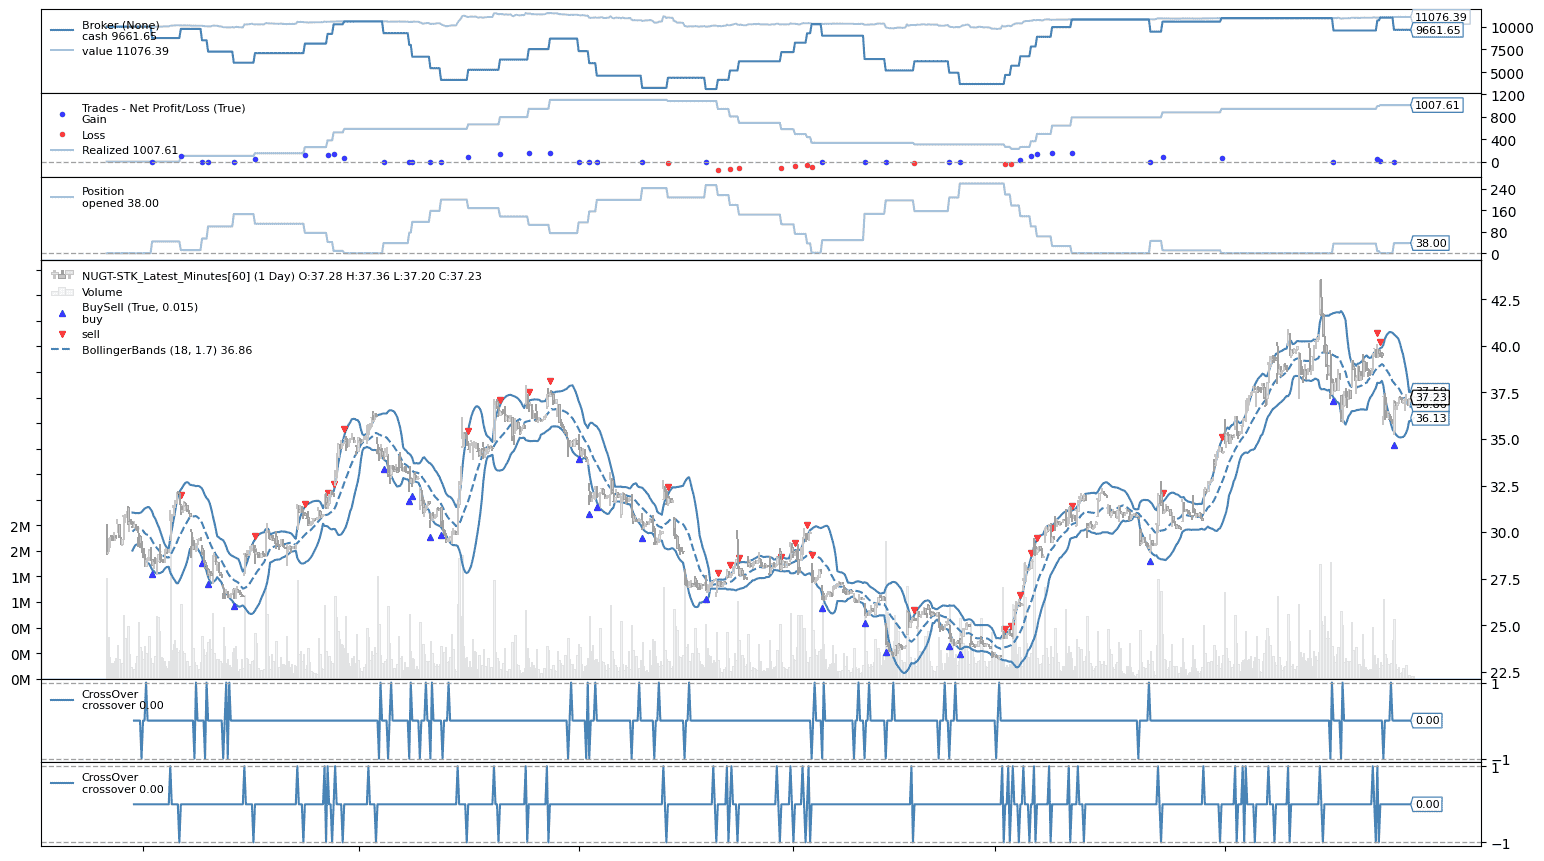 Broker (None)
cash 9661.65
value 11076.39
11076.39
9661.65
10000
7500
5000
Trades - Net Profit/Loss (True)
Gain
Loss
Realized 1007.61
1007.61
1200
800
400
0
Position
opened 38.00
38.00
240
160
80
0
NUGT-STK_Latest_Minutes[60] (1 Day) O:37.28 H:37.36 L:37.20 C:37.23
Volume
BuySell (True, 0.015)
buy
sell
BollingerBands (18, 1.7) 36.86
42.5
40.0
37.5
37.23
36.13
35.0
32.5
30.0
27.5
25.0
22.5
2M
2M
1M
1M
0M
0M
0M
CrossOver
crossover 0.00
1
0.00
−1
CrossOver
crossover 0.00
1
0.00
−1